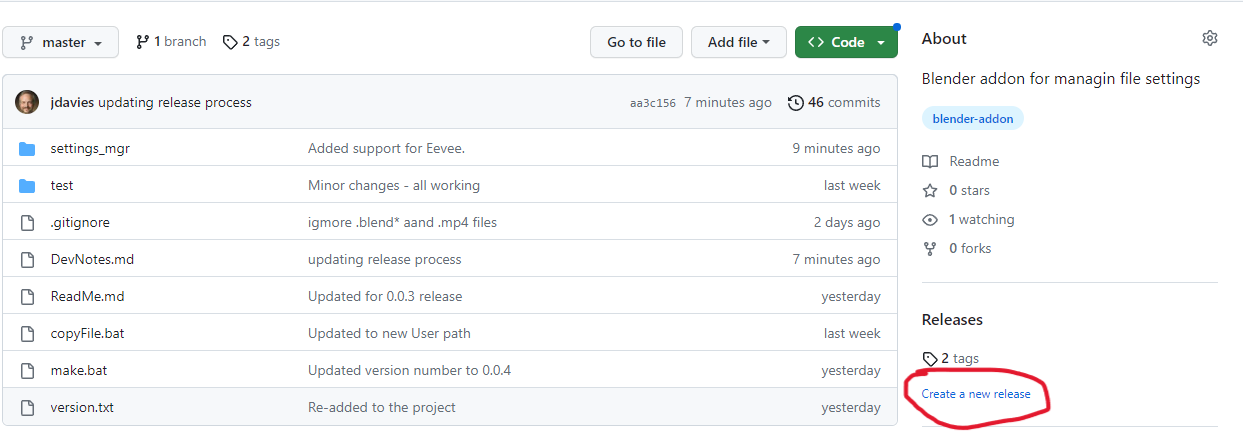 master 1 branch 2 tags Go to file Add file Code
jdavies updating release process aa3c156 7 minutes ago 46 commits
settings_mgr Added support for Eevee. 9 minutes ago
test Minor changes - all working last week
.gitignore igmore .blend* aand .mp4 files 2 days ago
DevNotes.md updating release process 7 minutes ago
ReadMe.md Updated for 0.0.3 release yesterday
copyFile.bat Updated to new User path last week
make.bat Updated version number to 0.0.4 yesterday
version.txt Re-added to the project yesterday
About
Blender addon for managin file settings
blender-addon
Readme
0 stars
1 watching
0 forks
Releases
2 tags
Create a new release